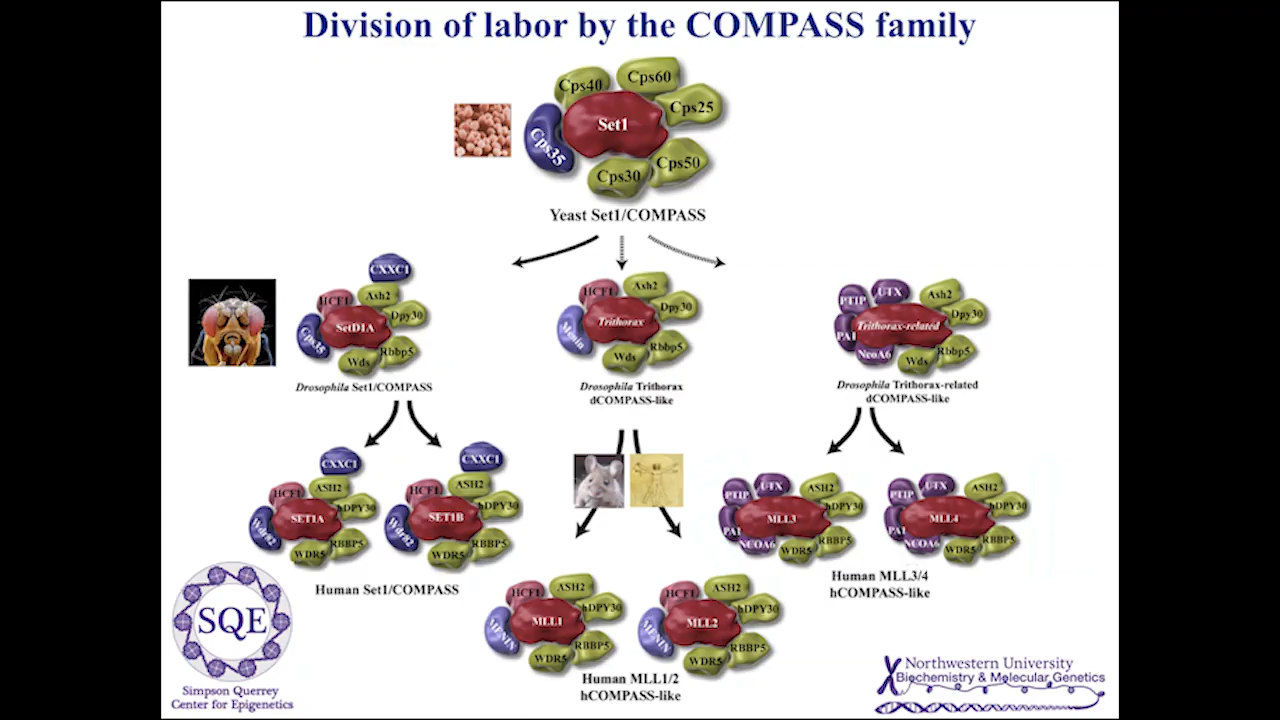 Division of labor by the COMPASS family
Cps40
Cps60
Cps25
Set1
Cps35
Cps50
Cps30
Yeast Set1/COMPASS
CXXC1
HCF1
Ash2
Dpy30
SetD1A
Cps35
Rbbp5
Wds
Drosophila Set1/COMPASS
HCF1
Ash2
Dpy30
Trithorax
Menin
Rbbp5
Wds
Drosophila Trithorax
dCOMPASS-like
PTIP
UTX
Ash2
Dpy30
Trithorax-related
PA1
NcoA6
Rbbp5
Wds
Drosophila Trithorax-related
dCOMPASS-like
CXXC1
HCF1
ASH2
hDPY30
SET1A
Wdr82
RBBP5
WDR5
CXXC1
HCF1
ASH2
hDPY30
SET1B
Wdr82
RBBP5
WDR5
Human Set1/COMPASS
HCF1
ASH2
hDPY30
MLL1
MENIN
RBBP5
WDR5
HCF1
ASH2
hDPY30
MLL2
MENIN
RBBP5
WDR5
Human MLL1/2
hCOMPASS-like
PTIP
UTX
ASH2
hDPY30
MLL3
PA1
NCOA6
RBBP5
WDR5
PTIP
UTX
ASH2
hDPY30
MLL4
PA1
NCOA6
RBBP5
WDR5
Human MLL3/4
hCOMPASS-like
SQE
Simpson Querrey
Center for Epigenetics
Northwestern University
Biochemistry & Molecular Genetics